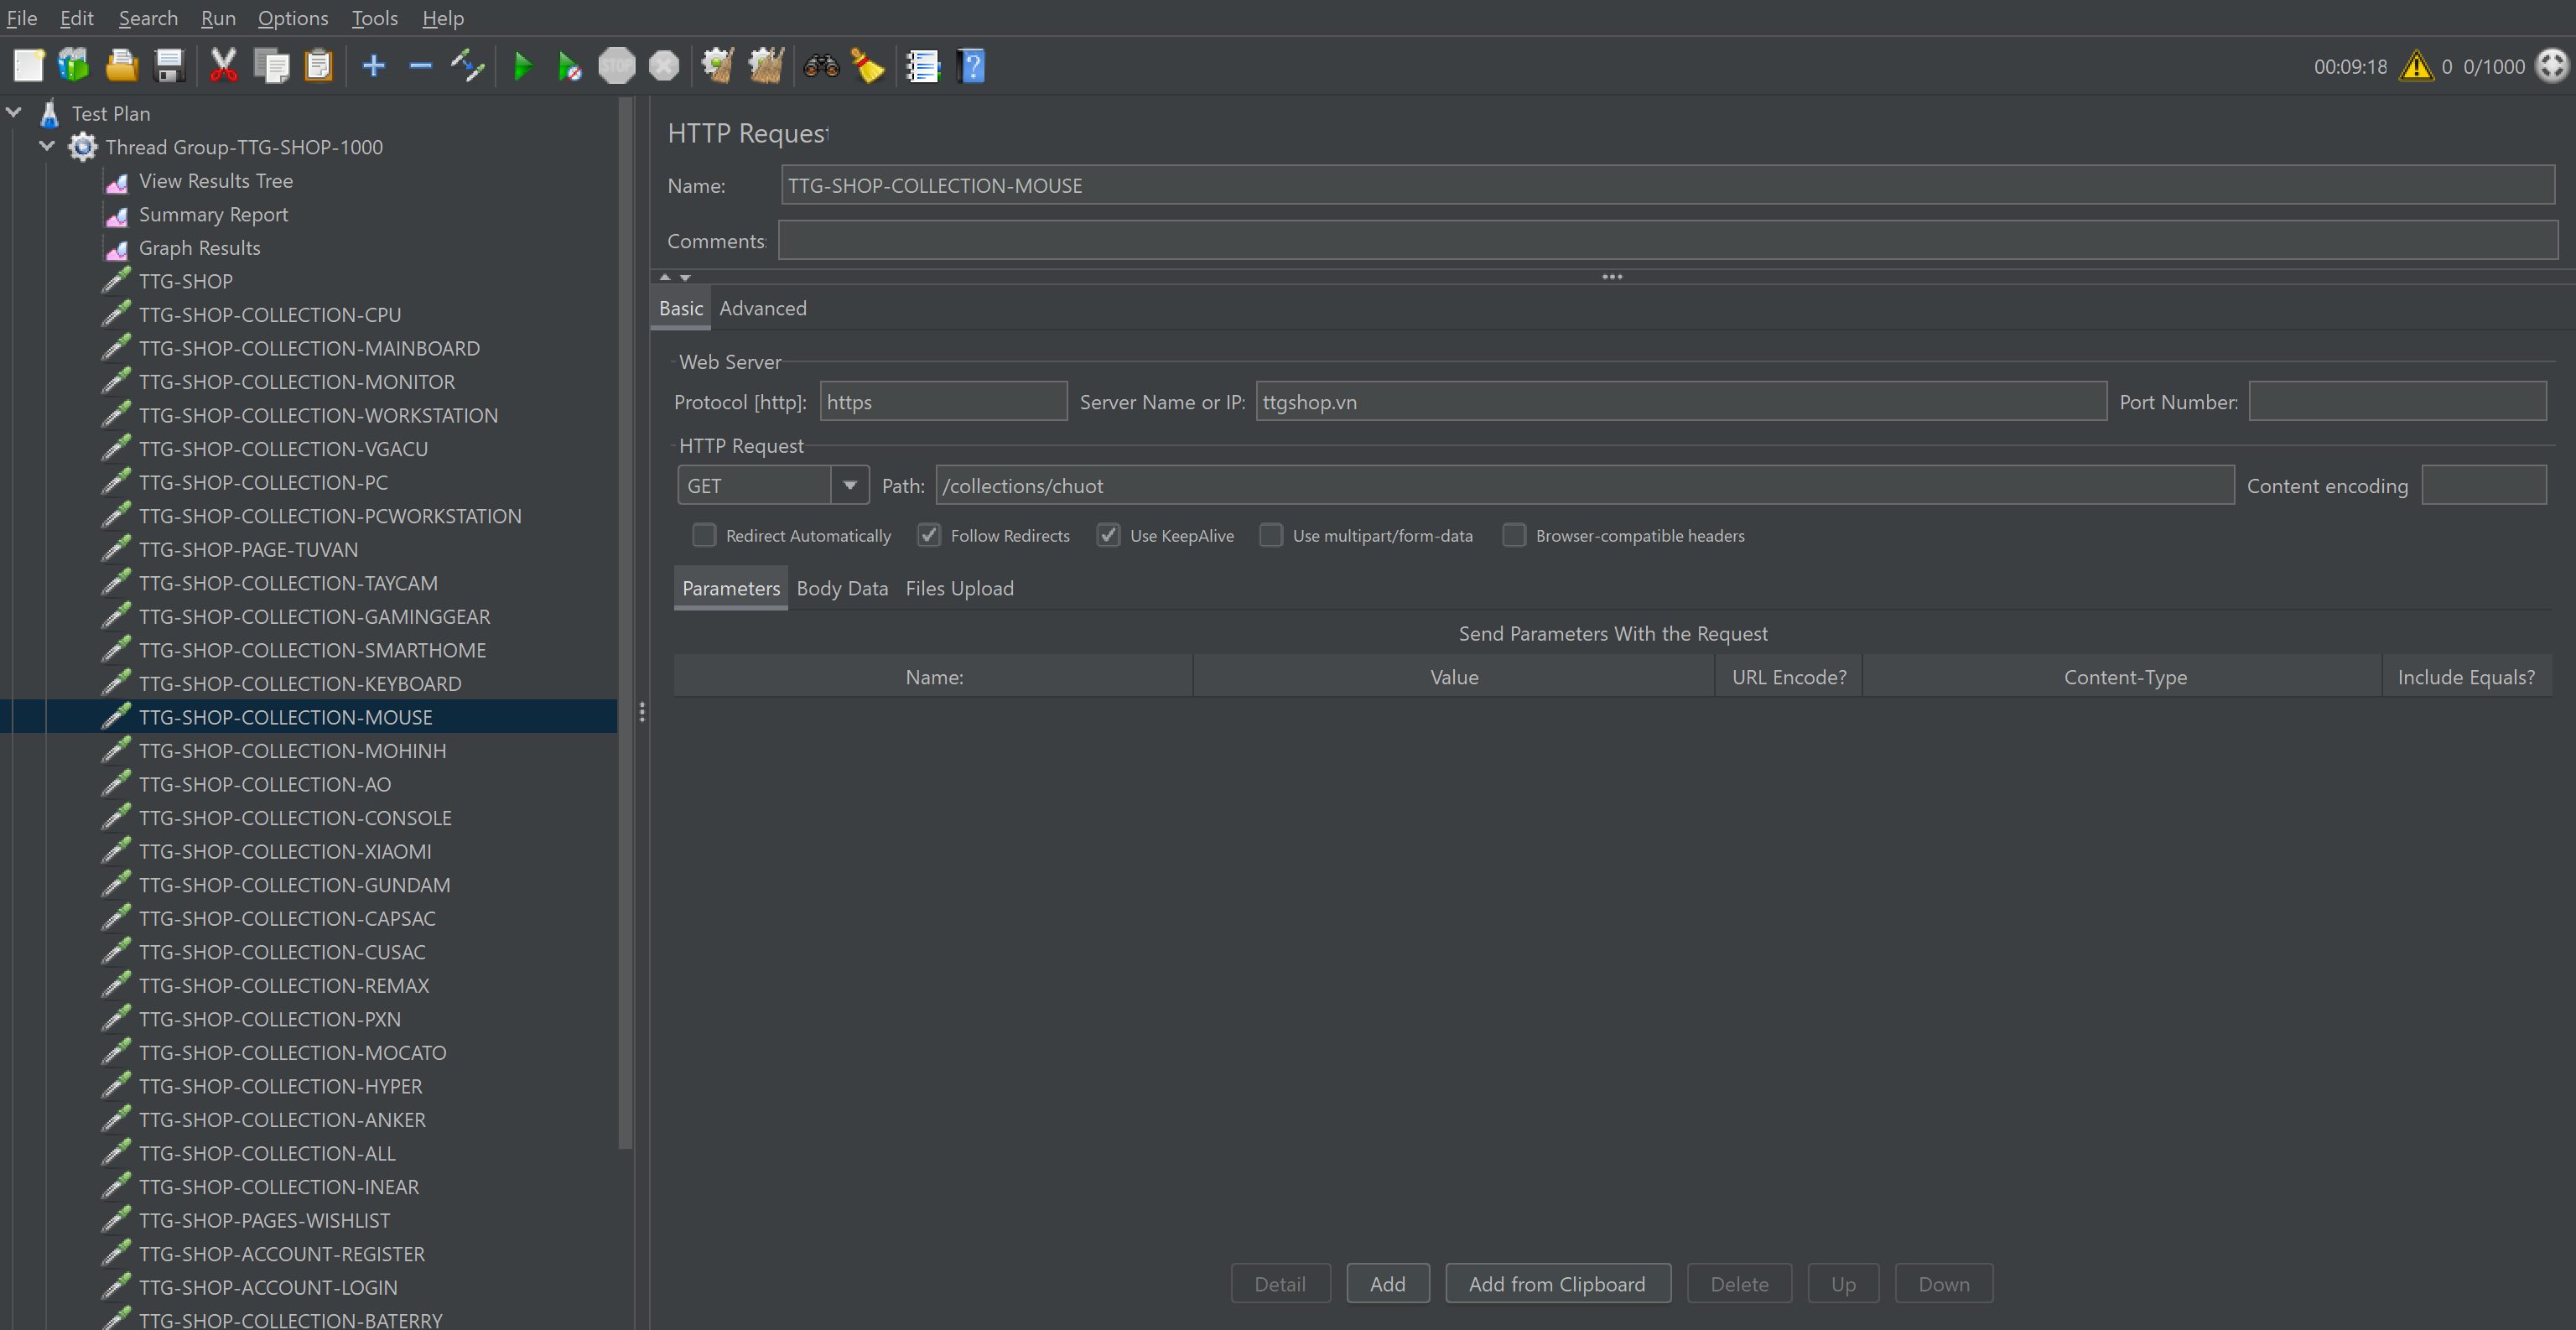 File Edit Search Run Options Tools Help
STOP
00:09:18 0 0/1000
Test Plan
Thread Group-TTG-SHOP-1000
View Results Tree
Summary Report
Graph Results
TTG-SHOP
TTG-SHOP-COLLECTION-CPU
TTG-SHOP-COLLECTION-MAINBOARD
TTG-SHOP-COLLECTION-MONITOR
TTG-SHOP-COLLECTION-WORKSTATION
TTG-SHOP-COLLECTION-VGACU
TTG-SHOP-COLLECTION-PC
TTG-SHOP-COLLECTION-PCWORKSTATION
TTG-SHOP-PAGE-TUVAN
TTG-SHOP-COLLECTION-TAYCAM
TTG-SHOP-COLLECTION-GAMINGGEAR
TTG-SHOP-COLLECTION-SMARTHOME
TTG-SHOP-COLLECTION-KEYBOARD
TTG-SHOP-COLLECTION-MOUSE
TTG-SHOP-COLLECTION-MOHINH
TTG-SHOP-COLLECTION-AO
TTG-SHOP-COLLECTION-CONSOLE
TTG-SHOP-COLLECTION-XIAOMI
TTG-SHOP-COLLECTION-GUNDAM
TTG-SHOP-COLLECTION-CAPSAC
TTG-SHOP-COLLECTION-CUSAC
TTG-SHOP-COLLECTION-REMAX
TTG-SHOP-COLLECTION-PXN
TTG-SHOP-COLLECTION-MOCATO
TTG-SHOP-COLLECTION-HYPER
TTG-SHOP-COLLECTION-ANKER
TTG-SHOP-COLLECTION-ALL
TTG-SHOP-COLLECTION-INEAR
TTG-SHOP-PAGES-WISHLIST
TTG-SHOP-ACCOUNT-REGISTER
TTG-SHOP-ACCOUNT-LOGIN
TTG-SHOP-COLLECTION-BATERRY
HTTP Request
Name: TTG-SHOP-COLLECTION-MOUSE
Comments:
Basic Advanced
Web Server
Protocol [http]: https Server Name or IP: ttgshop.vn Port Number:
HTTP Request
GET Path: /collections/chuot Content encoding
Redirect Automatically Follow Redirects Use KeepAlive Use multipart/form-data Browser-compatible headers
Parameters Body Data Files Upload
Send Parameters With the Request
Name: Value URL Encode? Content-Type Include Equals?
Detail Add Add from Clipboard Delete Up Down